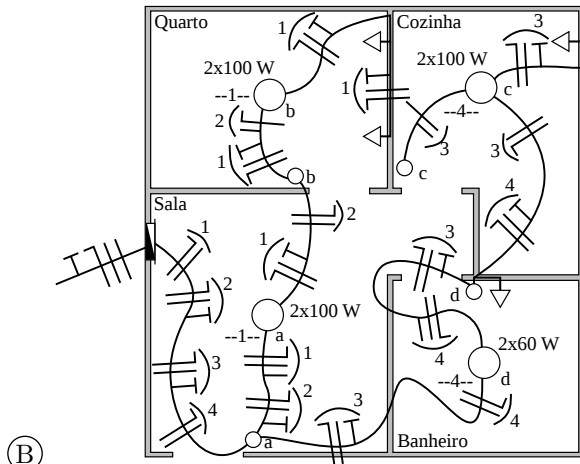 Quarto
Cozinha
1
3
2x100 W
2x100 W
--1--
b
1
c
--4--
2
3
3
1
b
c
4
Sala
1
2
3
1
2
d
2x100 W
--1--
a
2x60 W
3
1
4
--4--
d
2
3
4
4
a
Banheiro
B